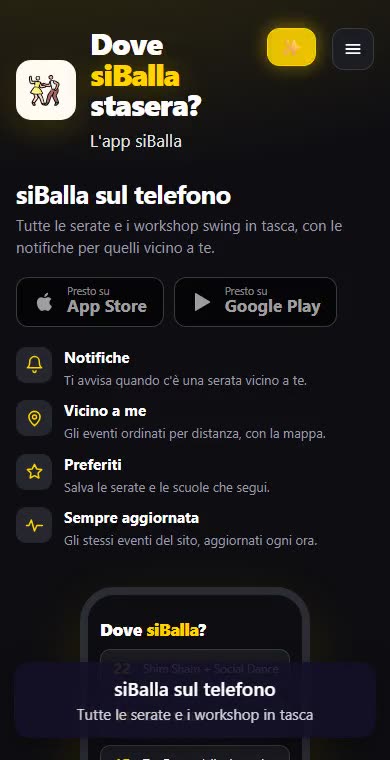 Dove
siBalla
stasera?
L'app siBalla
siBalla sul telefono
Tutte le serate e i workshop swing in tasca, con le
notifiche per quelli vicino a te.
Presto su
App Store
Presto su
Google Play
Notifiche
Ti avvisa quando c'è una serata vicino a te.
Vicino a me
Gli eventi ordinati per distanza, con la mappa.
Preferiti
Salva le serate e le scuole che segui.
Sempre aggiornata
Gli stessi eventi del sito, aggiornati ogni ora.
Dove siBalla?
22 Shim Sham + Social Dance
siBalla sul telefono
Tutte le serate e i workshop in tasca